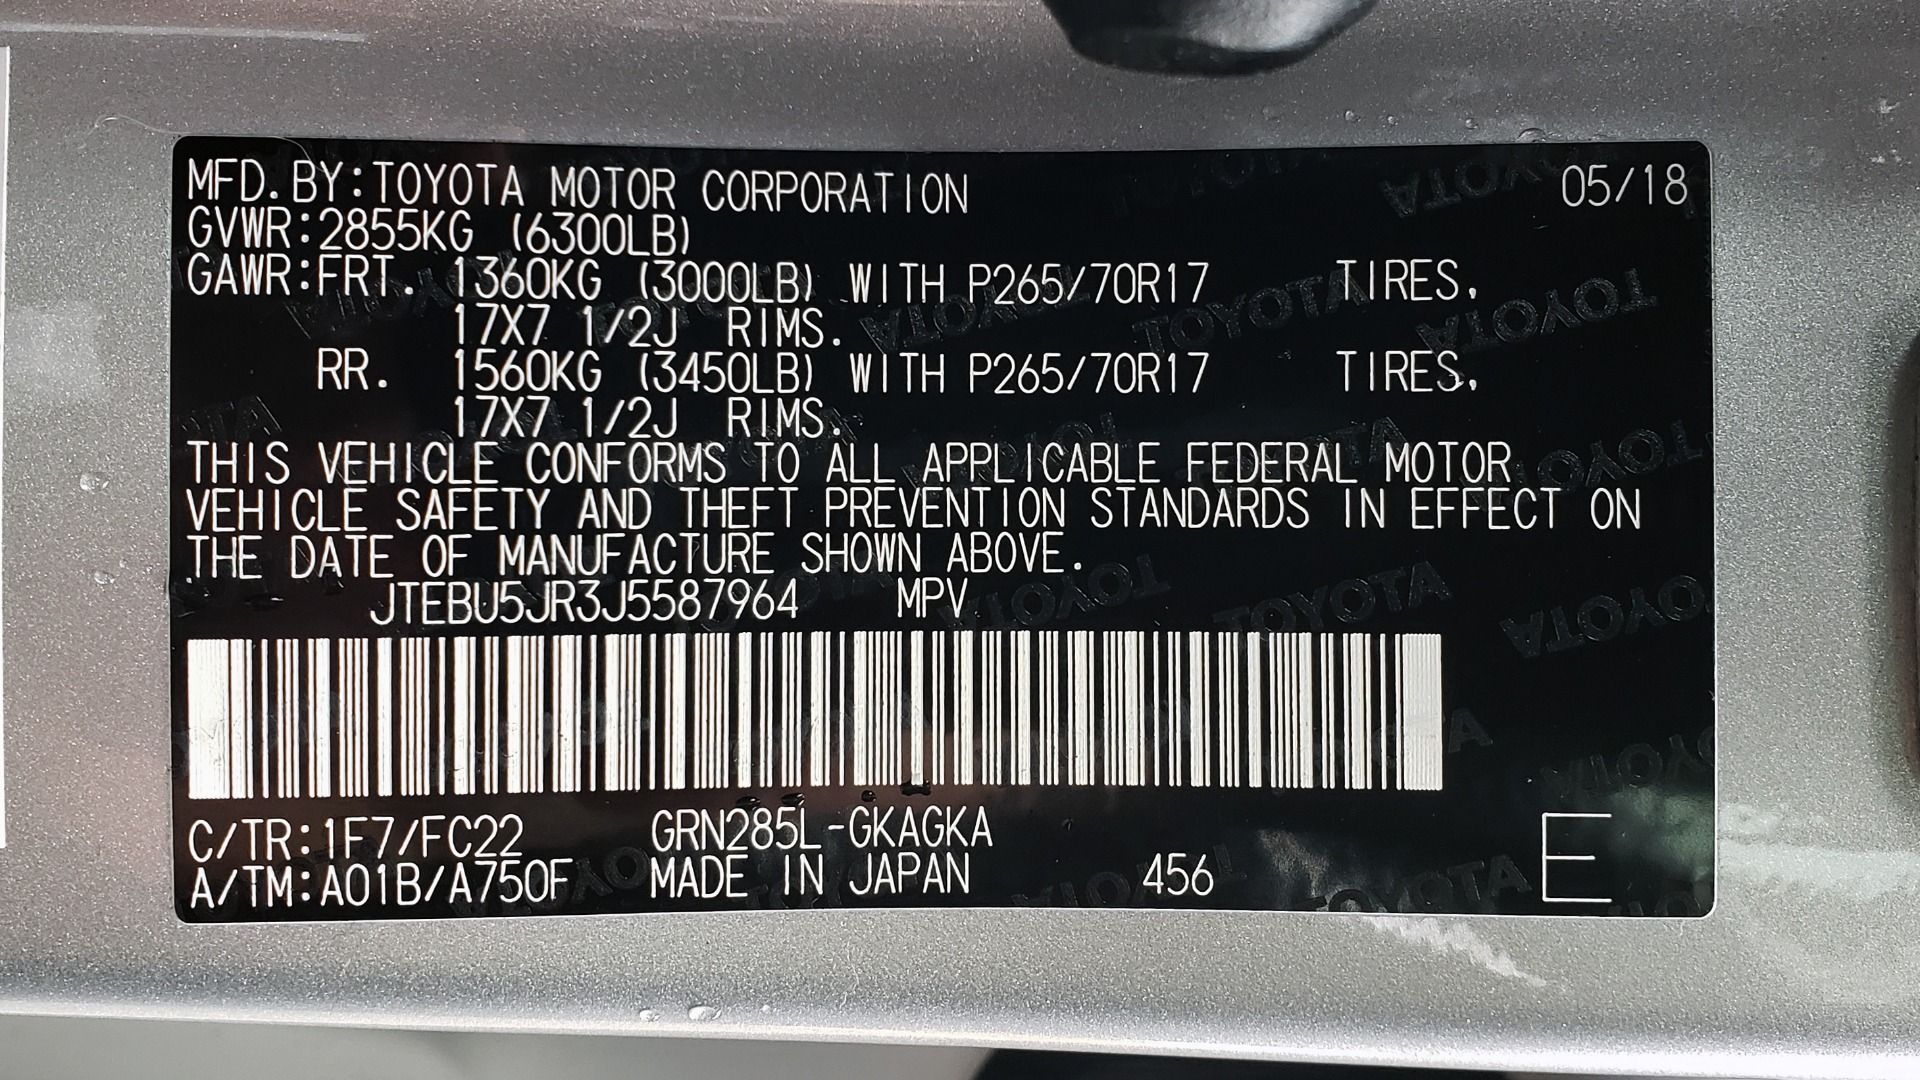 MFD.BY:TOYOTA MOTOR CORPORATION 05/18
GVWR:2855KG (6300LB)
GAWR:FRT. 1360KG (3000LB) WITH P265/70R17 TIRES,
17X7 1/2J RIMS.
RR. 1560KG (3450LB) WITH P265/70R17 TIRES,
17X7 1/2J RIMS.
THIS VEHICLE CONFORMS TO ALL APPLICABLE FEDERAL MOTOR
VEHICLE SAFETY AND THEFT PREVENTION STANDARDS IN EFFECT ON
THE DATE OF MANUFACTURE SHOWN ABOVE.
JTEBU5JR3J5587964 MPV
C/TR:1F7/FC22 GRN285L-GKAGKA
A/TM:A01B/A750F MADE IN JAPAN 456 E